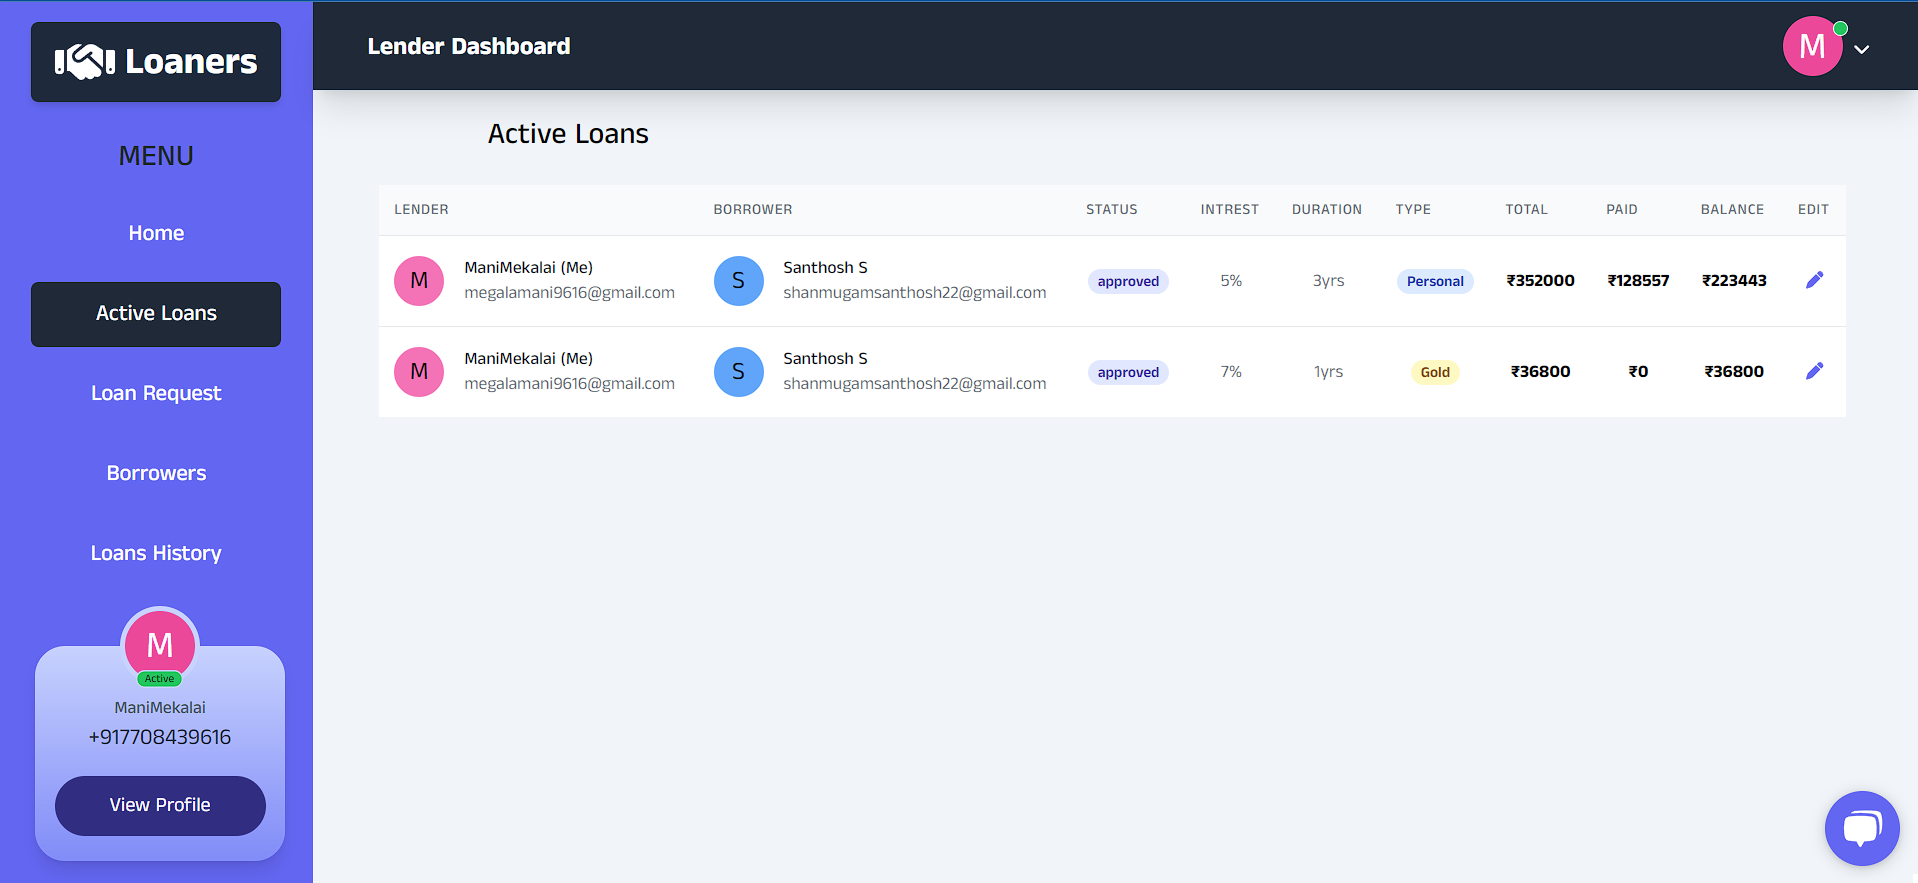 Loaners
MENU
Home
Active Loans
Loan Request
Borrowers
Loans History
M
Active
ManiMekalai
+917708439616
View Profile
Lender Dashboard
M
Active Loans
LENDER BORROWER STATUS INTREST DURATION TYPE TOTAL PAID BALANCE EDIT
M ManiMekalai (Me) S Santhosh S
megalamani9616@gmail.com shanmugamsanthosh22@gmail.com approved 5% 3yrs Personal ₹352000 ₹128557 ₹223443
M ManiMekalai (Me) S Santhosh S
megalamani9616@gmail.com shanmugamsanthosh22@gmail.com approved 7% 1yrs Gold ₹36800 ₹0 ₹36800